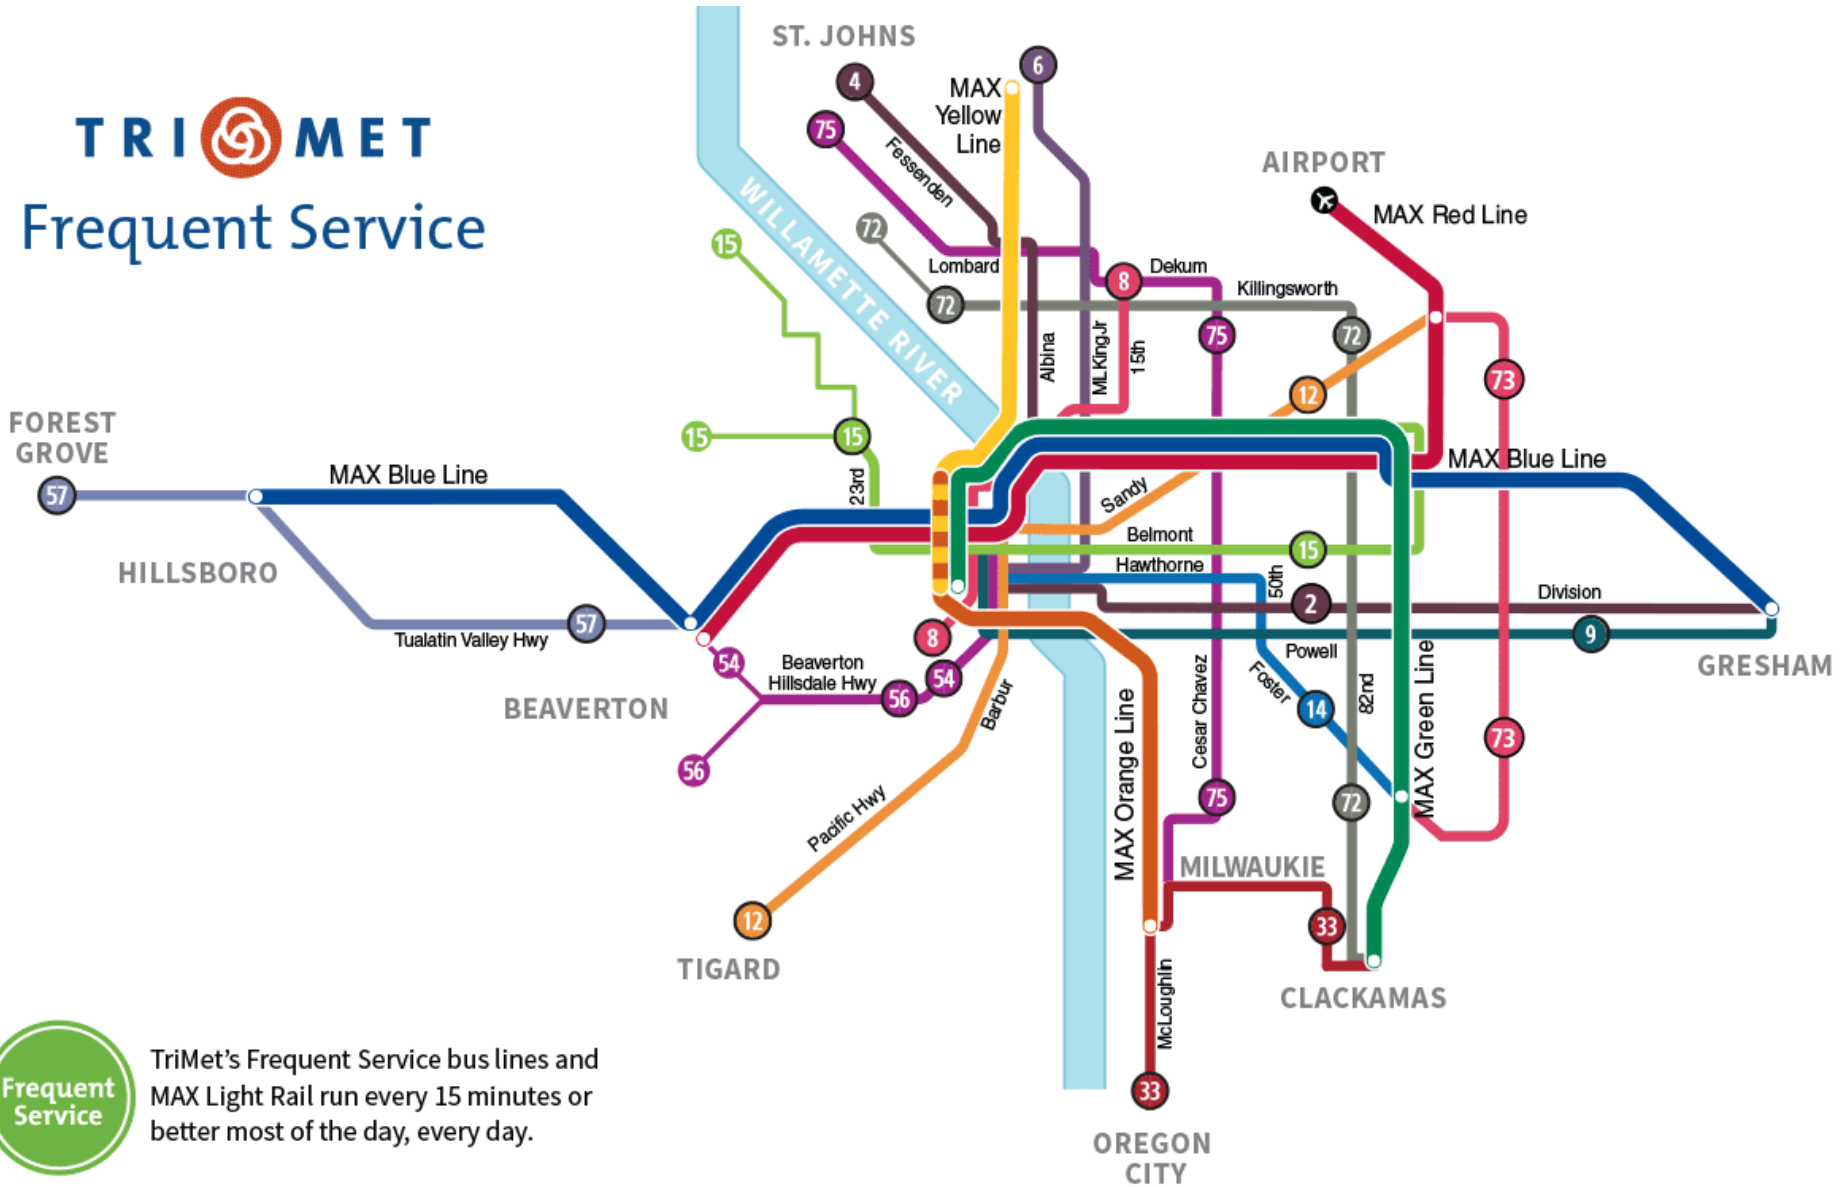 TRI MET
Frequent Service
ST. JOHNS
4
75
Fessenden
MAX
Yellow
Line
6
AIRPORT
MAX Red Line
WILLAMETTE RIVER
72
15
Lombard
72
8
Dekum
Killingsworth
75
72
Albina
MLKingJr
15th
12
73
15
15
23rd
FOREST
GROVE
57
MAX Blue Line
HILLSBORO
57
Tualatin Valley Hwy
BEAVERTON
54
56
Beaverton
Hillsdale Hwy
56
54
8
Barbur
Pacific Hwy
12
TIGARD
Sandy
MAX Blue Line
Belmont
15
Hawthorne
50th
2
Division
9
Powell
GRESHAM
Foster
14
82nd
MAX Green Line
73
Cesar Chavez
MAX Orange Line
75
72
MILWAUKIE
33
CLACKAMAS
McLoughlin
33
OREGON
CITY
Frequent
Service
TriMet's Frequent Service bus lines and
MAX Light Rail run every 15 minutes or
better most of the day, every day.